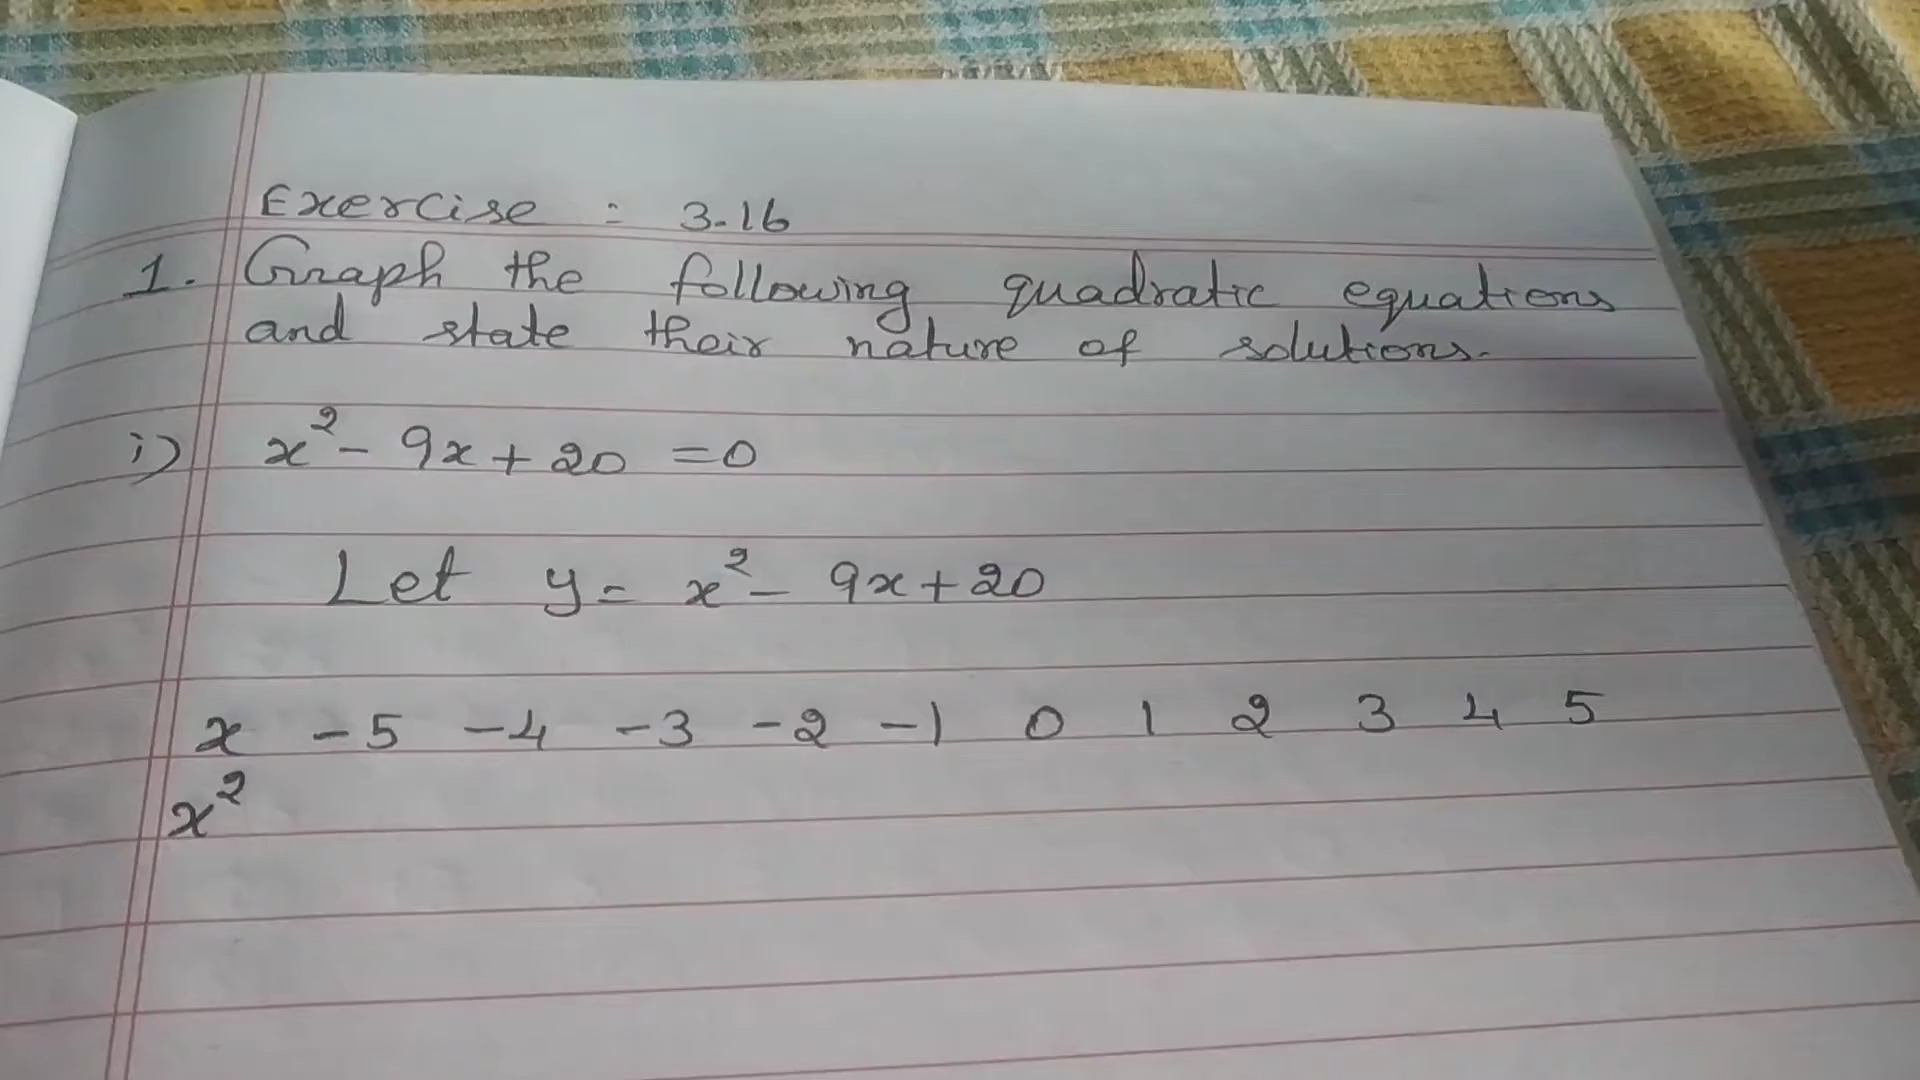 Exercise : 3.16
1. Graph the following quadratic equations
and state their nature of solutions.
i) x² - 9x + 20 = 0
Let y = x² - 9x + 20
x -5 -4 -3 -2 -1 0 1 2 3 4 5
x²